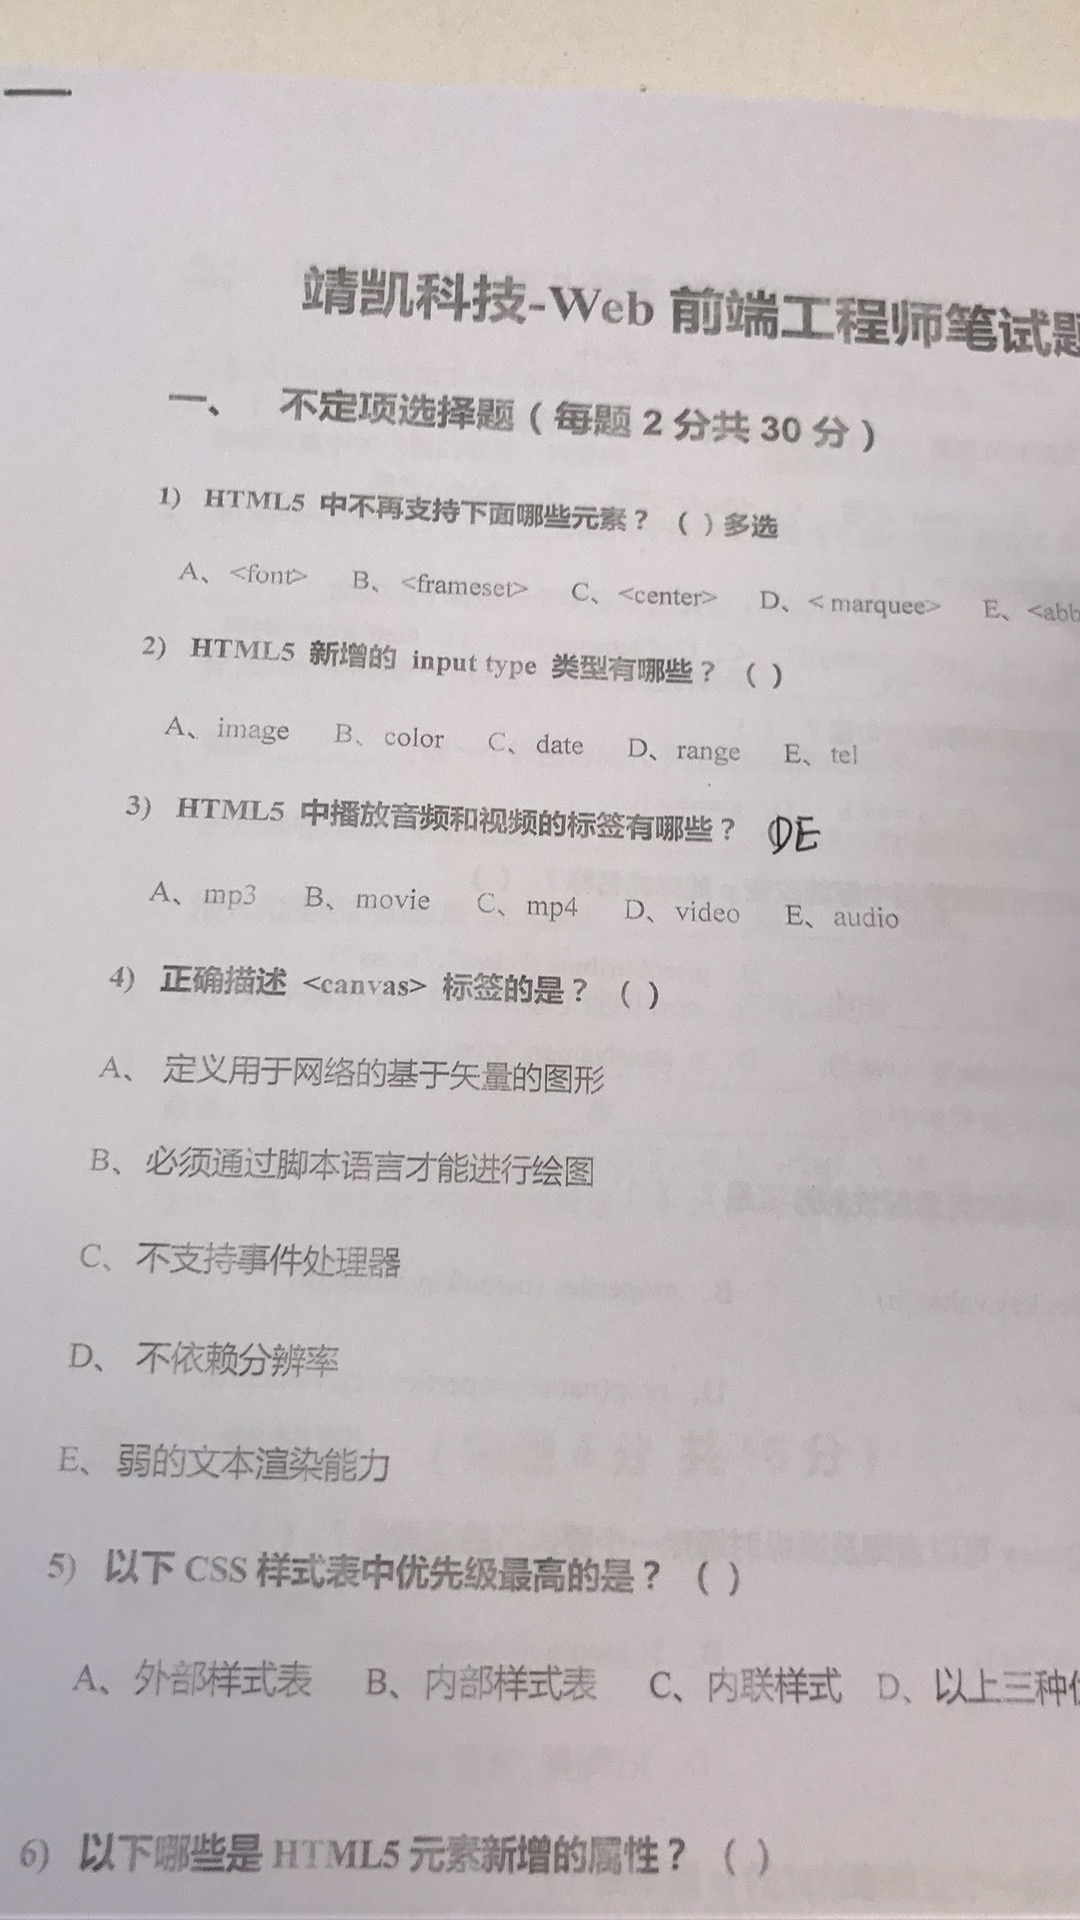 靖凯科技-Web 前端工程师笔试题
一、 不定项选择题（每题 2 分共 30 分）
1) HTML5 中不再支持下面哪些元素？ （ ）多选
A、<font> B、<frameset> C、<center> D、< marquee> E、<abb
2) HTML5 新增的 input type 类型有哪些？ （ ）
A、image B、color C、date D、range E、tel
3) HTML5 中播放音频和视频的标签有哪些？ DE
A、mp3 B、movie C、mp4 D、video E、audio
4) 正确描述 <canvas> 标签的是？ （ ）
A、 定义用于网络的基于矢量的图形
B、必须通过脚本语言才能进行绘图
C、不支持事件处理器
D、 不依赖分辨率
E、弱的文本渲染能力
5) 以下 CSS 样式表中优先级最高的是？ （ ）
A、外部样式表 B、内部样式表 C、内联样式 D、以上三种
6) 以下哪些是 HTML5 元素新增的属性？ （ ）